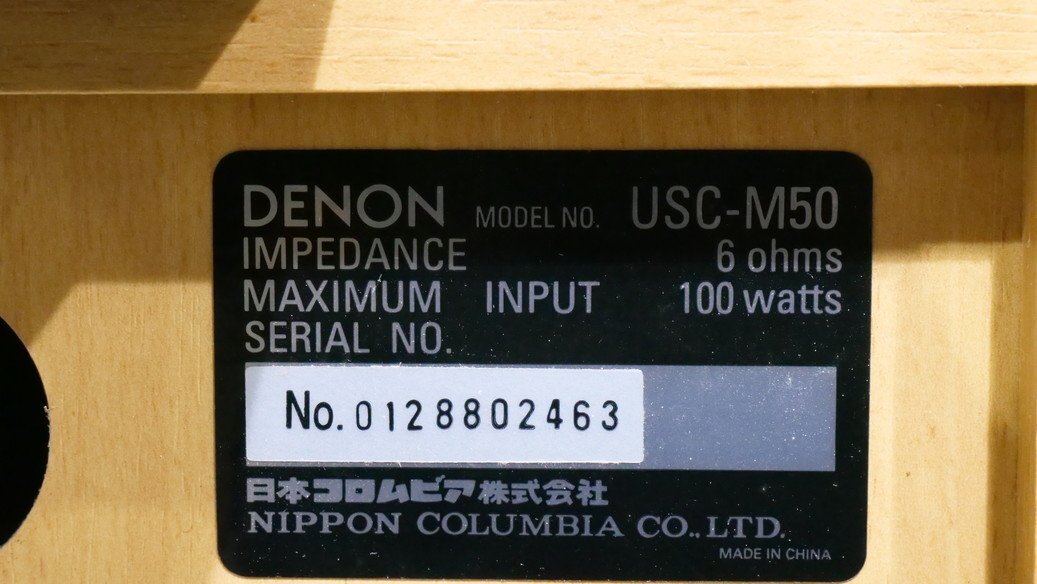 DENON MODEL NO. USC-M50
IMPEDANCE 6 ohms
MAXIMUM INPUT 100 watts
SERIAL NO.
No. 0128802463
日本コロムビア株式会社
NIPPON COLUMBIA CO., LTD.
MADE IN CHINA